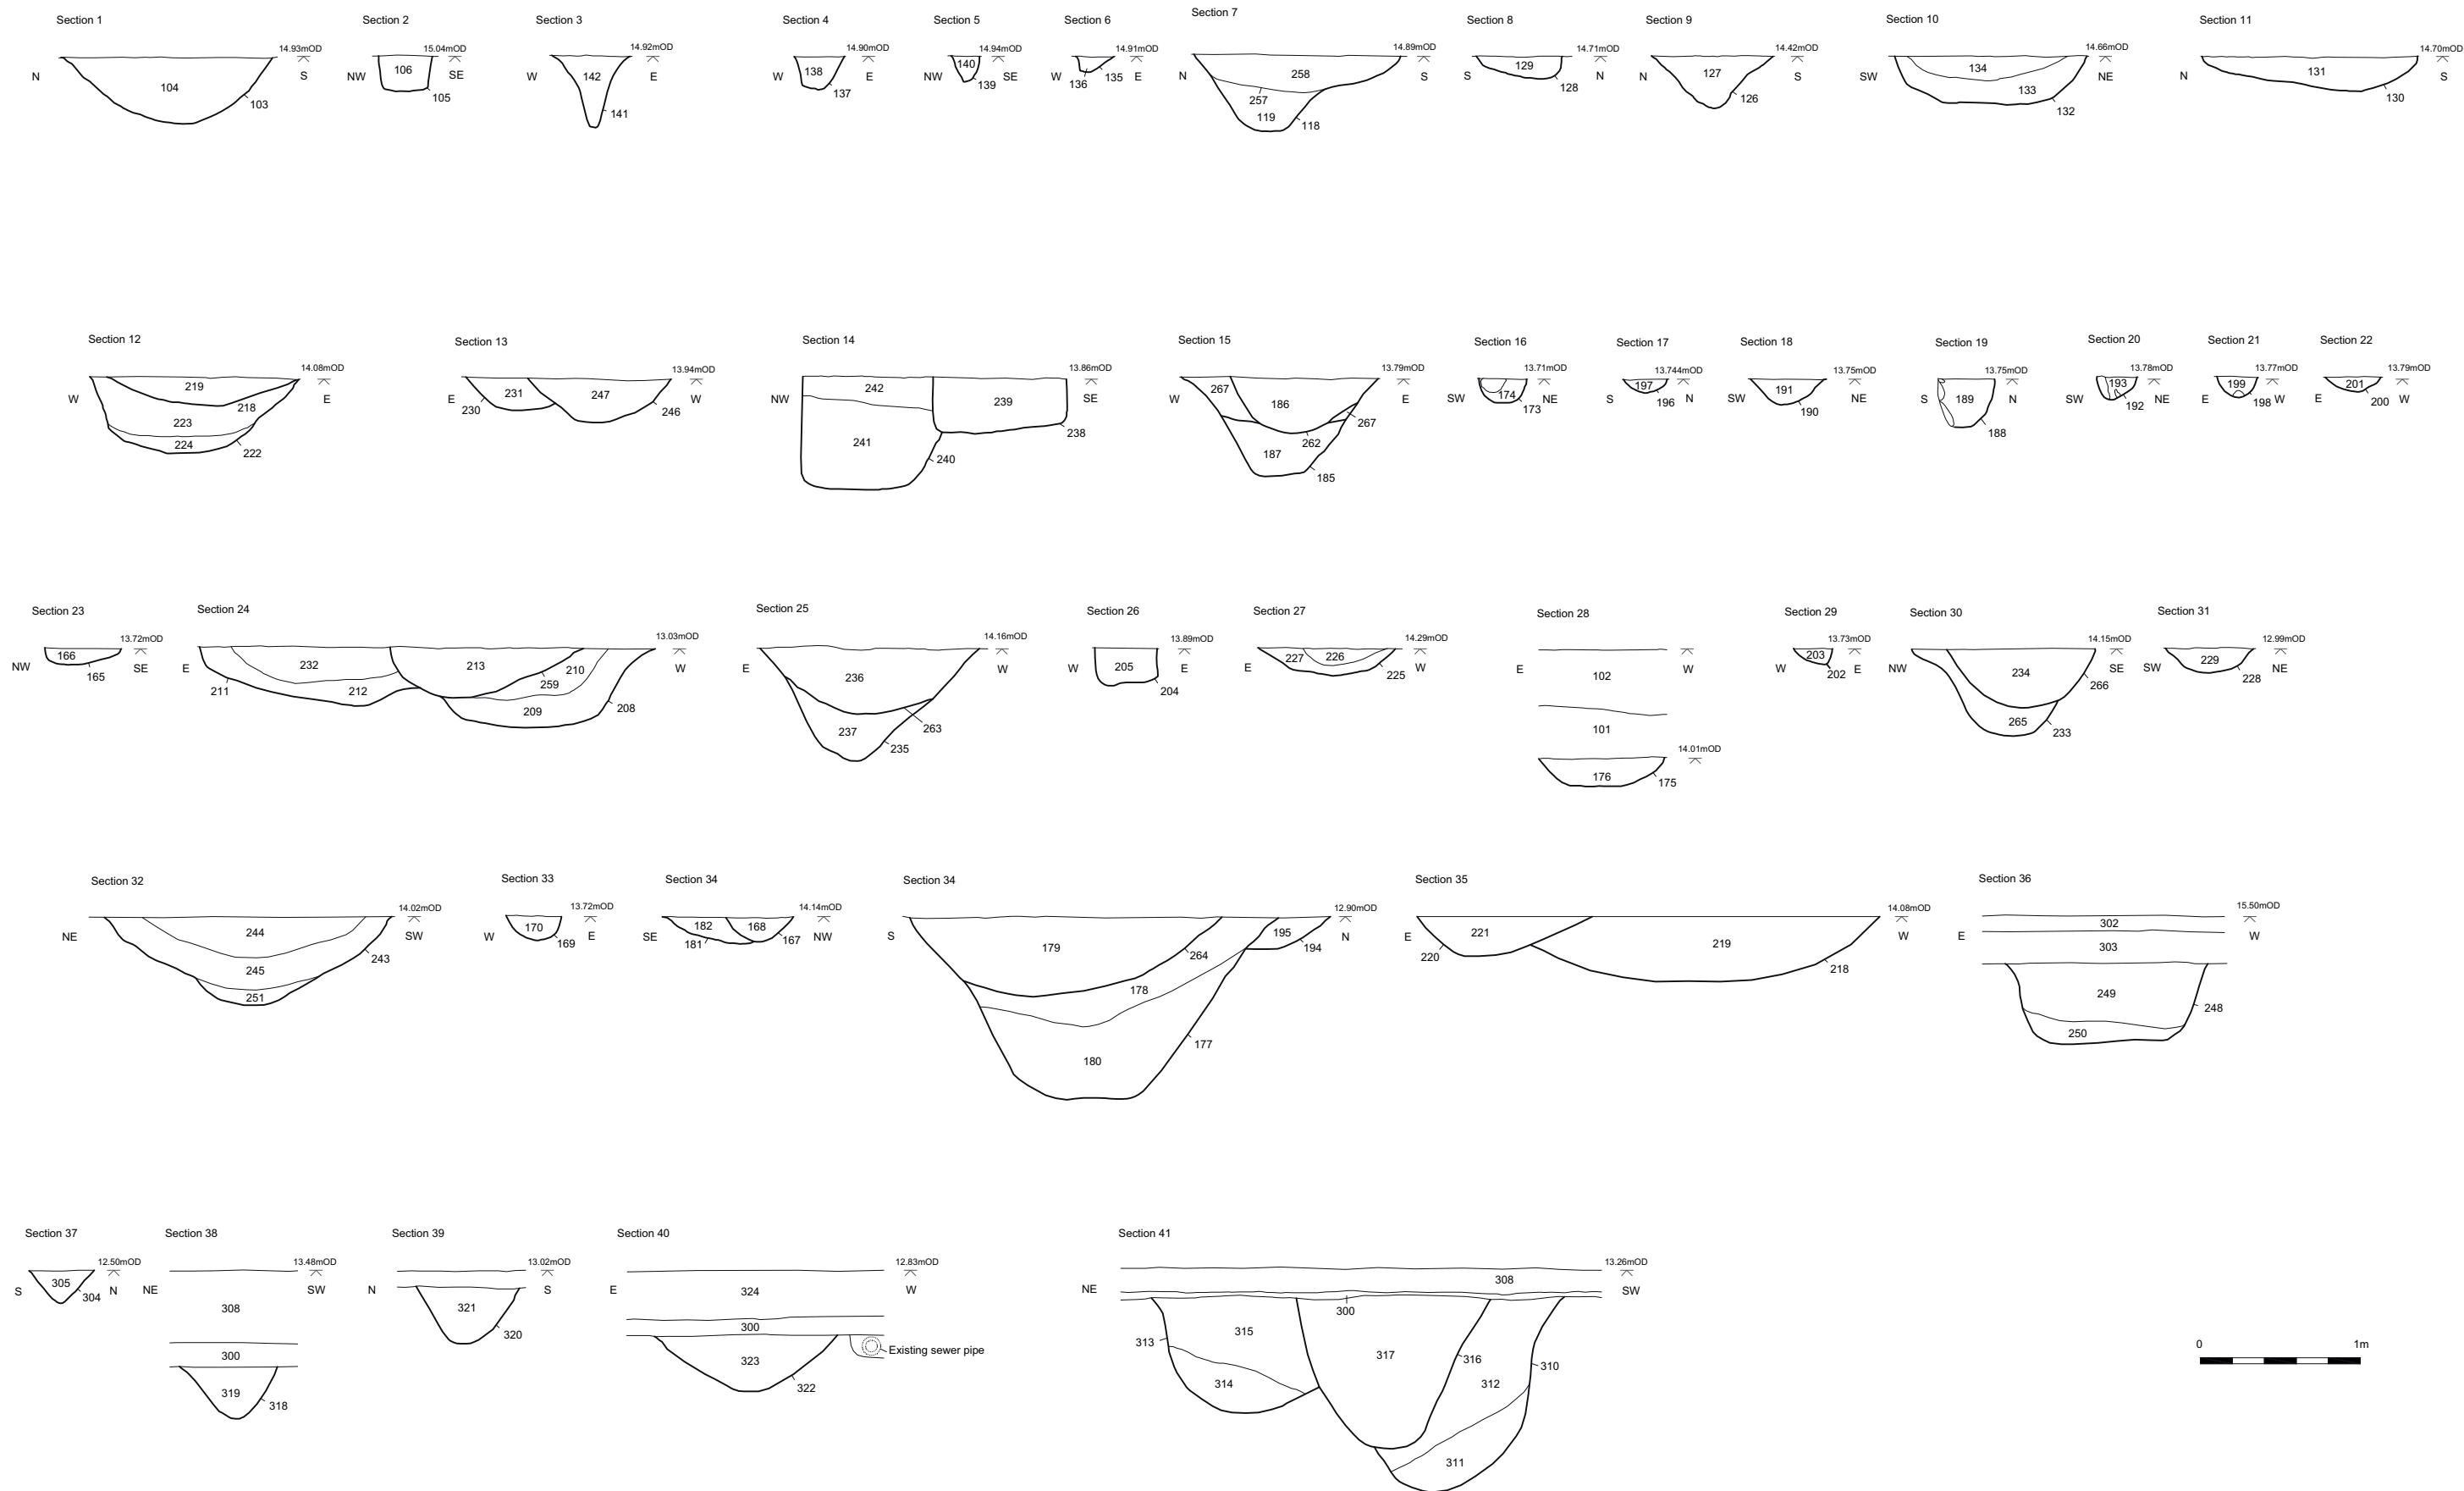 Section 1
14.93mOD
N
S
104
103
Section 2
15.04mOD
NW
106
SE
105
Section 3
14.92mOD
W
142
E
141
Section 4
14.90mOD
W
138
E
137
Section 5
14.94mOD
NW
140
SE
139
Section 6
14.91mOD
W
136
135
E
Section 7
14.89mOD
N
258
S
257
119
118
Section 8
14.71mOD
S
129
N
128
Section 9
14.42mOD
N
127
S
126
Section 10
14.66mOD
SW
134
NE
133
132
Section 11
14.70mOD
N
131
S
130
Section 12
14.08mOD
W
219
E
218
223
224
222
Section 13
13.94mOD
E
231
247
W
230
246
Section 14
13.86mOD
NW
242
239
SE
238
241
240
Section 15
13.79mOD
W
267
186
E
267
262
187
185
Section 16
13.71mOD
SW
174
NE
173
Section 17
13.744mOD
S
197
196
N
Section 18
13.75mOD
SW
191
NE
190
Section 19
13.75mOD
S
189
N
188
Section 20
13.78mOD
SW
193
192
NE
Section 21
13.77mOD
E
199
198
W
Section 22
13.79mOD
E
201
200
W
Section 23
13.72mOD
NW
166
SE
165
Section 24
13.03mOD
E
232
213
210
W
211
212
259
209
208
Section 25
14.16mOD
E
236
W
237
263
235
Section 26
13.89mOD
W
205
E
204
Section 27
14.29mOD
E
227
226
W
225
Section 28
E
102
W
101
14.01mOD
176
175
Section 29
13.73mOD
W
203
202
E
Section 30
14.15mOD
NW
234
SE
266
265
233
Section 31
12.99mOD
SW
229
NE
228
Section 32
14.02mOD
NE
244
SW
245
243
251
Section 33
13.72mOD
W
170
E
169
Section 34
14.14mOD
SE
182
168
NW
181
167
Section 34
12.90mOD
S
179
195
N
194
264
178
177
180
Section 35
14.08mOD
E
221
219
W
220
218
Section 36
15.50mOD
E
302
W
303
249
248
250
Section 37
12.50mOD
S
305
304
N
Section 38
13.48mOD
NE
SW
308
300
319
318
Section 39
13.02mOD
N
S
321
320
Section 40
12.83mOD
E
324
W
300
323
Existing sewer pipe
322
Section 41
13.26mOD
NE
308
SW
300
313
315
317
316
310
314
312
311
0
1m